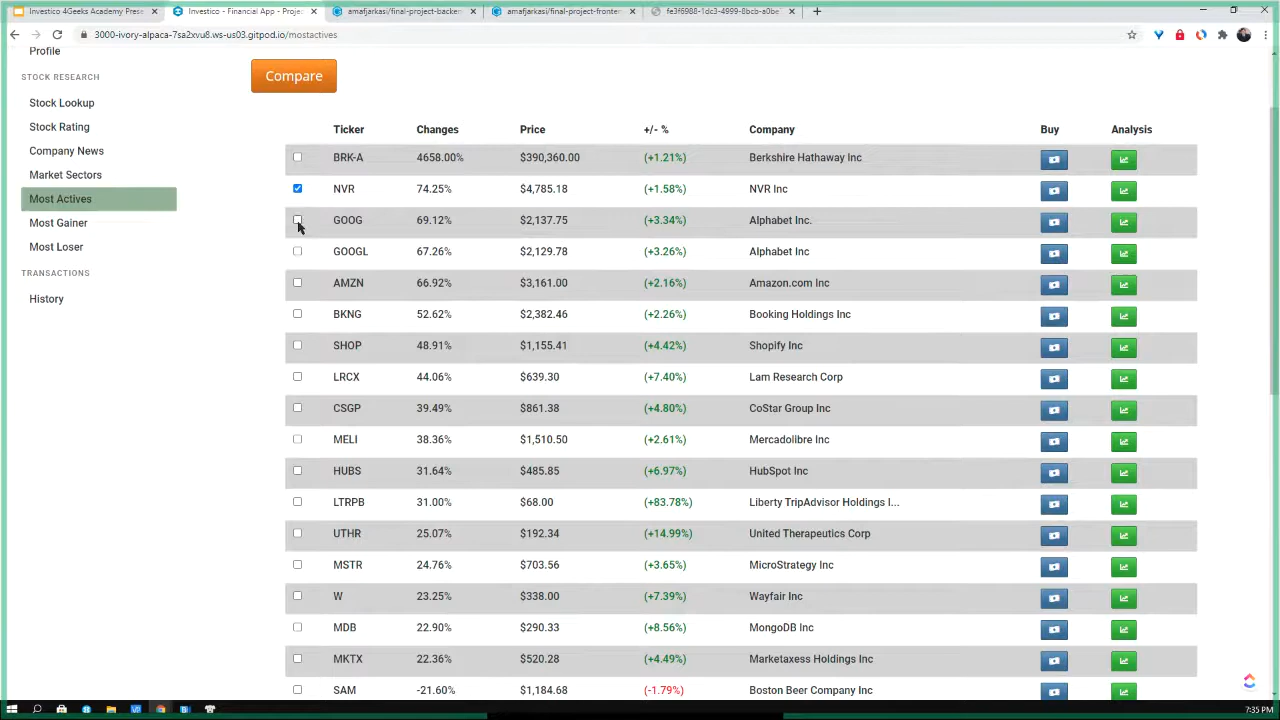 Investico 4Geeks Academy Prese
Investico - Financial App - Proje
amafjarkasi/final-project-backen
amafjarkasi/final-project-fronter
fe3f6988-1dc3-4999-8bcb-a0be
3000-ivory-alpaca-7sa2xvu8.ws-us03.gitpod.io/mostactives
Profile
STOCK RESEARCH
Stock Lookup
Stock Rating
Company News
Market Sectors
Most Actives
Most Gainer
Most Loser
TRANSACTIONS
History
Compare
Ticker Changes Price +/- % Company Buy Analysis
BRK-A 4658.00% $390,360.00 (+1.21%) Berkshire Hathaway Inc
NVR 74.25% $4,785.18 (+1.58%) NVR Inc
GOOG 69.12% $2,137.75 (+3.34%) Alphabet Inc.
GOOGL 67.26% $2,129.78 (+3.26%) Alphabet Inc
AMZN 66.92% $3,161.00 (+2.16%) Amazon.com Inc
BKNG 52.62% $2,382.46 (+2.26%) Booking Holdings Inc
SHOP 48.91% $1,155.41 (+4.42%) Shopify Inc
LRCX 44.06% $639.30 (+7.40%) Lam Research Corp
CSGP 39.49% $861.38 (+4.80%) CoStar Group Inc
MELI 38.36% $1,510.50 (+2.61%) Mercadolibre Inc
HUBS 31.64% $485.85 (+6.97%) HubSpot Inc
LTRPB 31.00% $68.00 (+83.78%) Liberty TripAdvisor Holdings I...
UTHR 25.07% $192.34 (+14.99%) United Therapeutics Corp
MSTR 24.76% $703.56 (+3.65%) MicroStrategy Inc
W 23.25% $338.00 (+7.39%) Wayfair Inc
MDB 22.90% $290.33 (+8.56%) MongoDB Inc
MKTX 22.36% $520.28 (+4.49%) Marketaxess Holdings Inc
SAM -21.60% $1,184.68 (-1.79%) Boston Beer Company Inc
7:35 PM